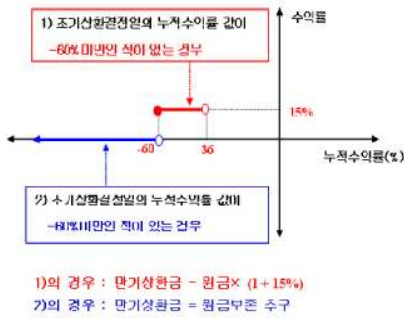 1) 조기상환결정일의 누적수익률 값이
-60% 미만인 적이 없는 경우
수익률
15%
-60
36
누적수익률(%)
2) 조기상환결정일의 누적수익률 값이
-60%미만인 적이 있는 경우
1)의 경우 : 만기상환금 = 원금× (1+15%)
2)의 경우 : 만기상환금 = 원금부존 추구